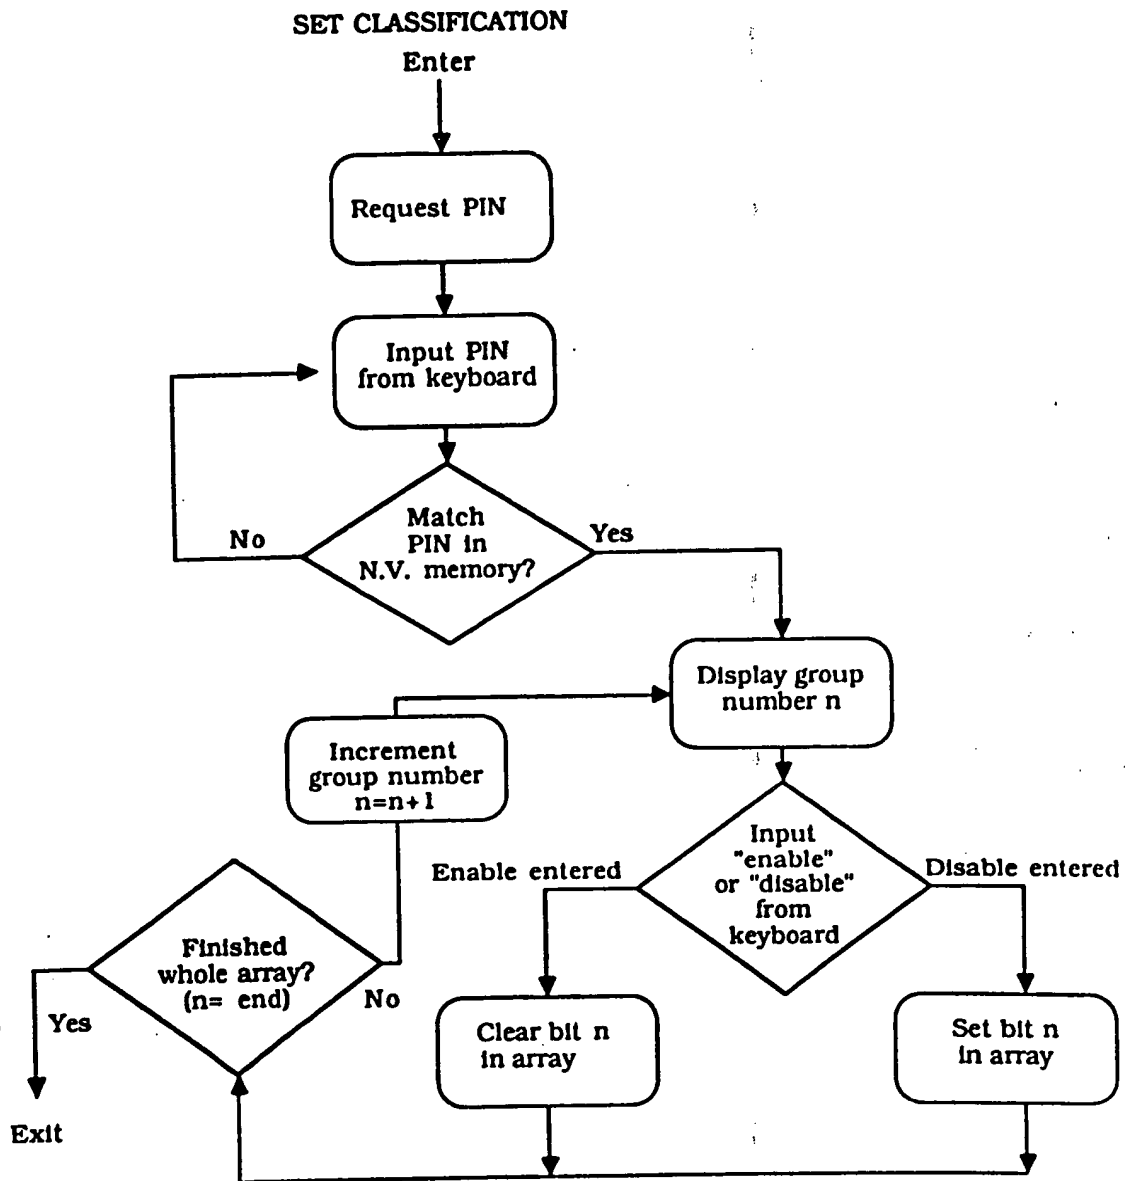 SET CLASSIFICATION
Enter
Request PIN
Input PIN
from keyboard
Match
PIN in
N.V. memory?
No
Yes
Display group
number n
Increment
group number
n=n+1
Input
"enable"
or "disable"
from
keyboard
Enable entered
Disable entered
Finished
whole array?
(n= end)
No
Yes
Clear bit n
in array
Set bit n
in array
Exit